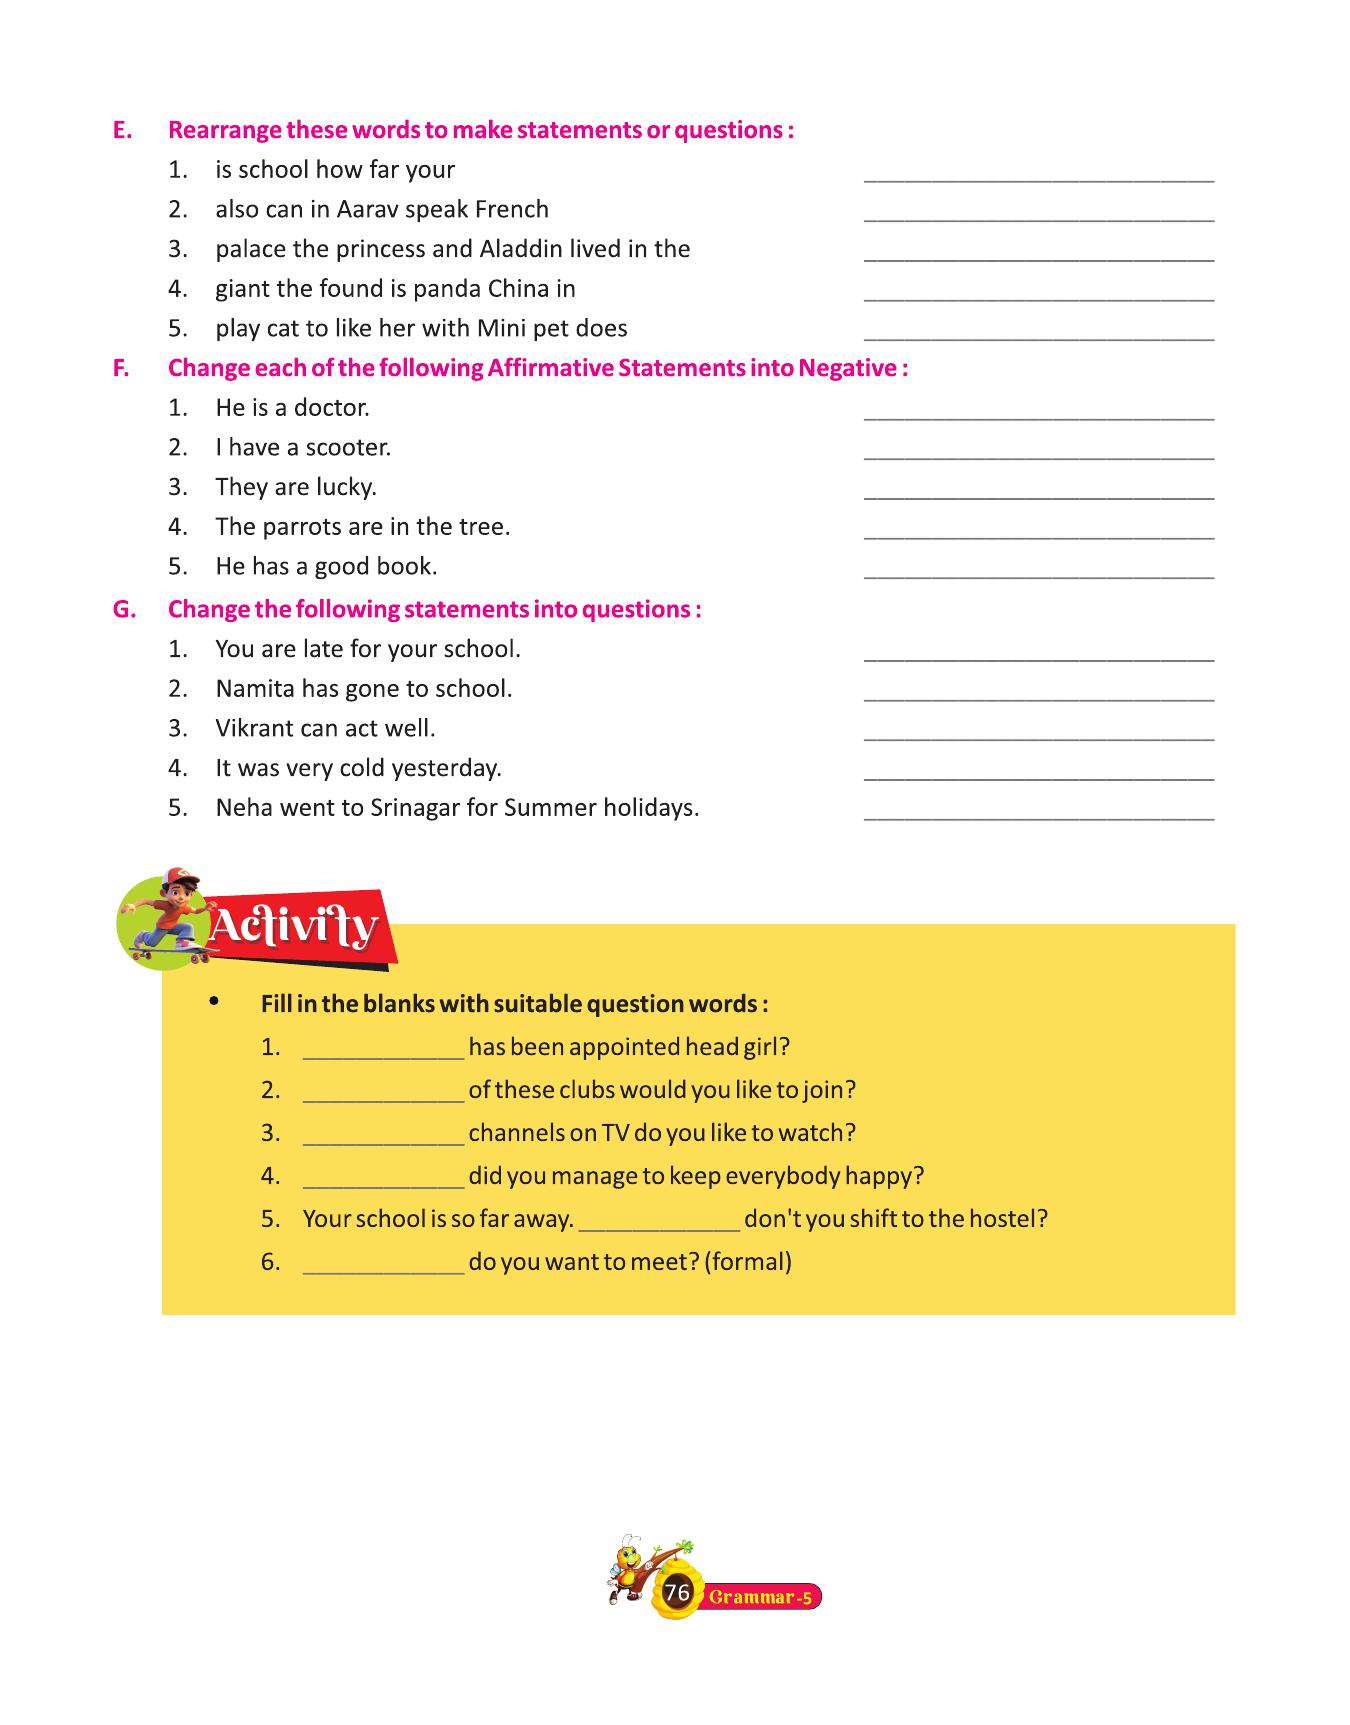 E. Rearrange these words to make statements or questions :
1. is school how far your ____________________________
2. also can in Aarav speak French ____________________________
3. palace the princess and Aladdin lived in the ____________________________
4. giant the found is panda China in ____________________________
5. play cat to like her with Mini pet does ____________________________
F. Change each of the following Affirmative Statements into Negative :
1. He is a doctor. ____________________________
2. I have a scooter. ____________________________
3. They are lucky. ____________________________
4. The parrots are in the tree. ____________________________
5. He has a good book. ____________________________
G. Change the following statements into questions :
1. You are late for your school. ____________________________
2. Namita has gone to school. ____________________________
3. Vikrant can act well. ____________________________
4. It was very cold yesterday. ____________________________
5. Neha went to Srinagar for Summer holidays. ____________________________
Activity
• Fill in the blanks with suitable question words :
1. _____________ has been appointed head girl?
2. _____________ of these clubs would you like to join?
3. _____________ channels on TV do you like to watch?
4. _____________ did you manage to keep everybody happy?
5. Your school is so far away. _____________ don't you shift to the hostel?
6. _____________ do you want to meet? (formal)
76 Grammar-5